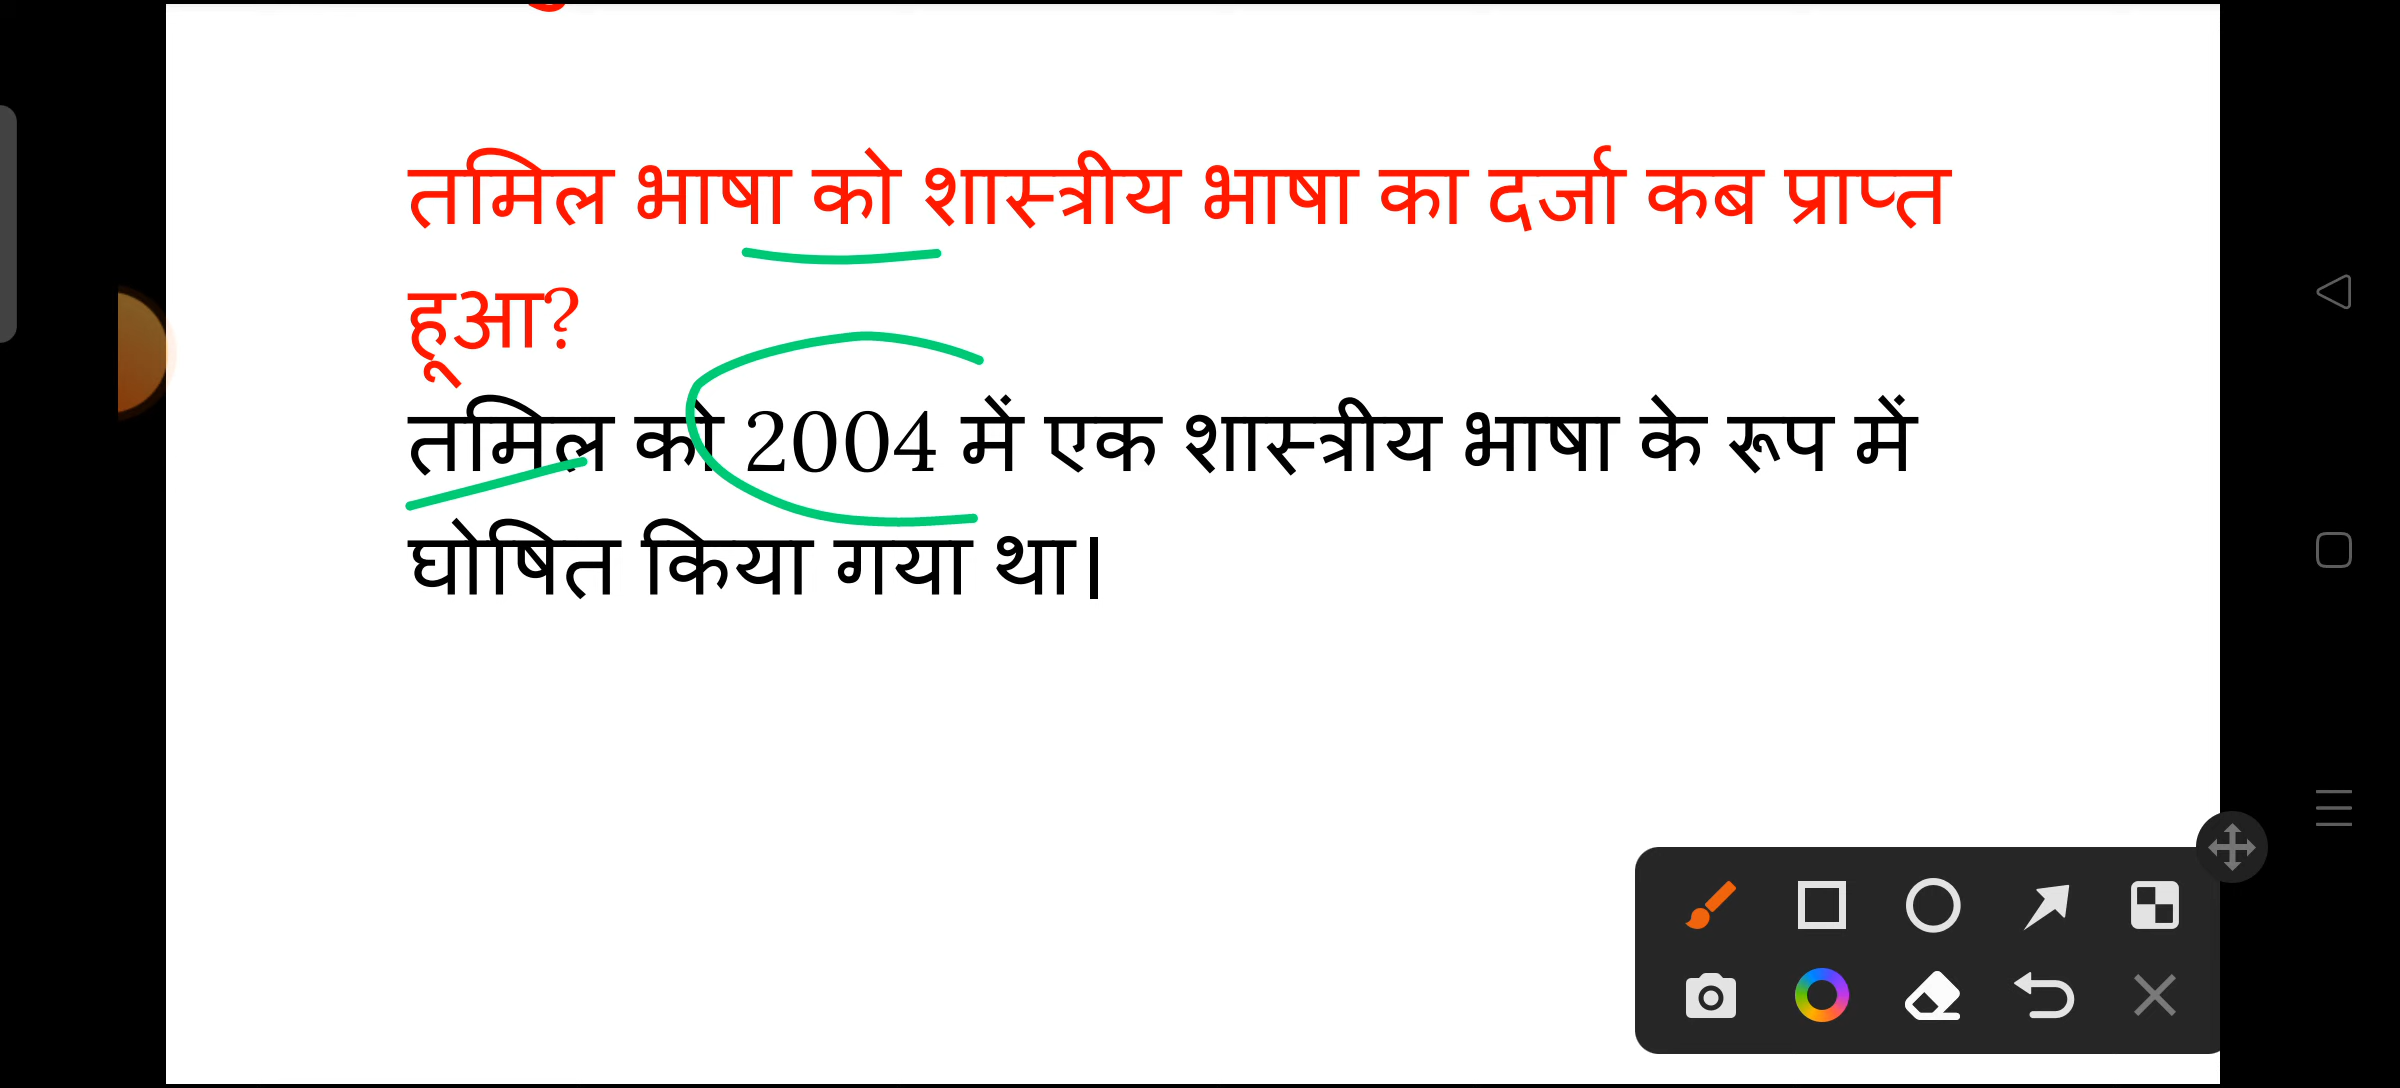 तमिल भाषा को शास्त्रीय भाषा का दर्जा कब प्राप्त
हूआ?
तमिल को 2004 में एक शास्त्रीय भाषा के रूप में
घोषित किया गया था।